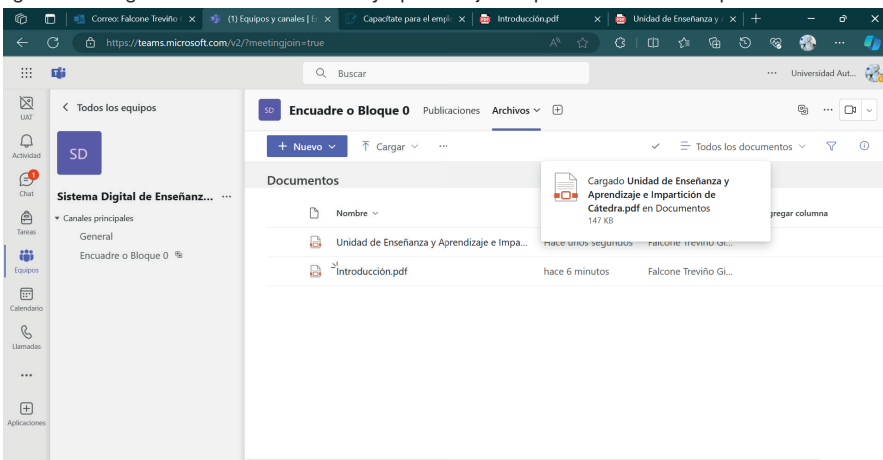 Correo: Falcone Treviño
(1) Equipos y canales | E
Capacítate para el empl
Introducción.pdf
Unidad de Enseñanza y
https://teams.microsoft.com/v2/?meetingjoin=true
Buscar
Universidad Aut...
UAT
Actividad
Chat
1
Tareas
Equipos
Calendario
Llamadas
Aplicaciones
Todos los equipos
SD
Sistema Digital de Enseñanz...
Canales principales
General
Encuadre o Bloque 0
SD Encuadre o Bloque 0 Publicaciones Archivos
+ Nuevo Cargar ... Todos los documentos
Documentos
Nombre
gregar columna
Unidad de Enseñanza y Aprendizaje e Impa... Hace unos segundos Falcone Treviño Gi...
Introducción.pdf hace 6 minutos Falcone Treviño Gi...
Cargado Unidad de Enseñanza y
Aprendizaje e Impartición de
Cátedra.pdf en Documentos
147 KB